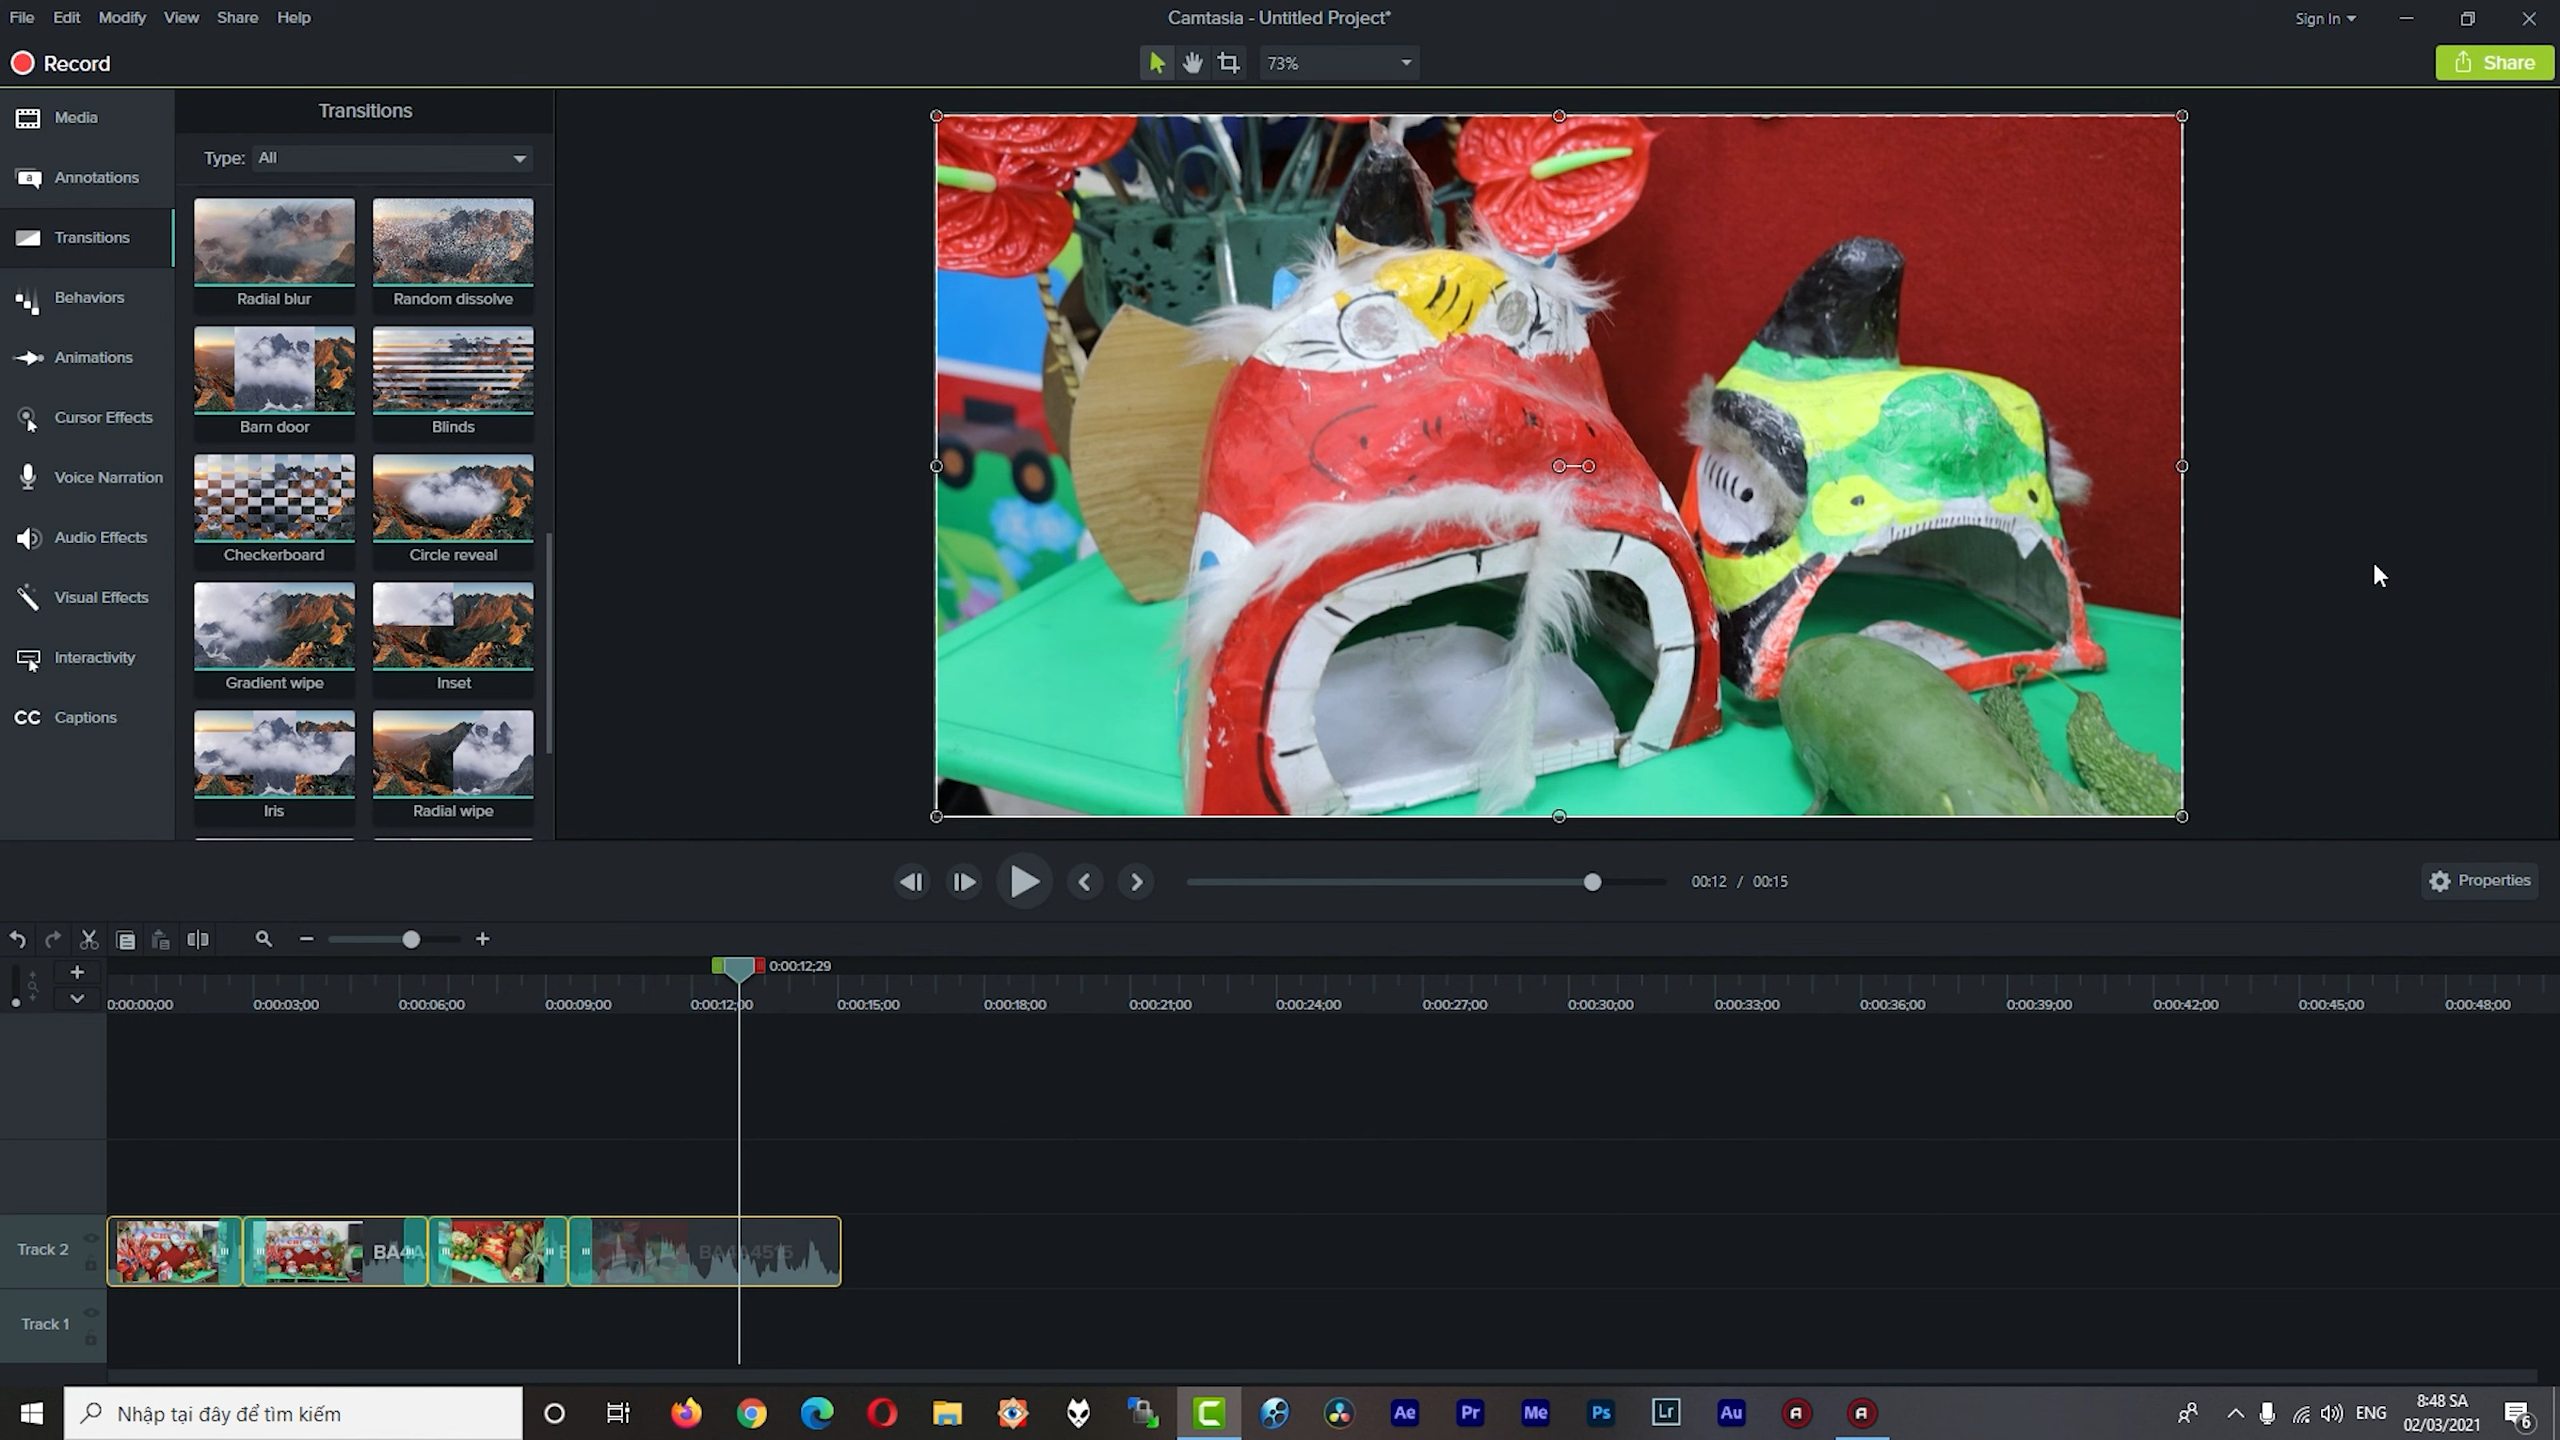 File Edit Modify View Share Help
Camtasia - Untitled Project*
Sign In
Record
73%
Share
Media
Annotations
Transitions
Behaviors
Animations
Cursor Effects
Voice Narration
Audio Effects
Visual Effects
Interactivity
CC Captions
Transitions
Type: All
Radial blur
Random dissolve
Barn door
Blinds
Checkerboard
Circle reveal
Gradient wipe
Inset
Iris
Radial wipe
00:12 / 00:15
Properties
0:00:12;29
0:00:00;00 0:00:03;00 0:00:06;00 0:00:09;00 0:00:12;00 0:00:15;00 0:00:18;00 0:00:21;00 0:00:24;00 0:00:27;00 0:00:30;00 0:00:33;00 0:00:36;00 0:00:39;00 0:00:42;00 0:00:45;00 0:00:48;00
Track 2
BA4A4515
Track 1
Nhập tại đây để tìm kiếm
Ae Pr Me Ps Lr Au
ENG
8:48 SA
02/03/2021
6